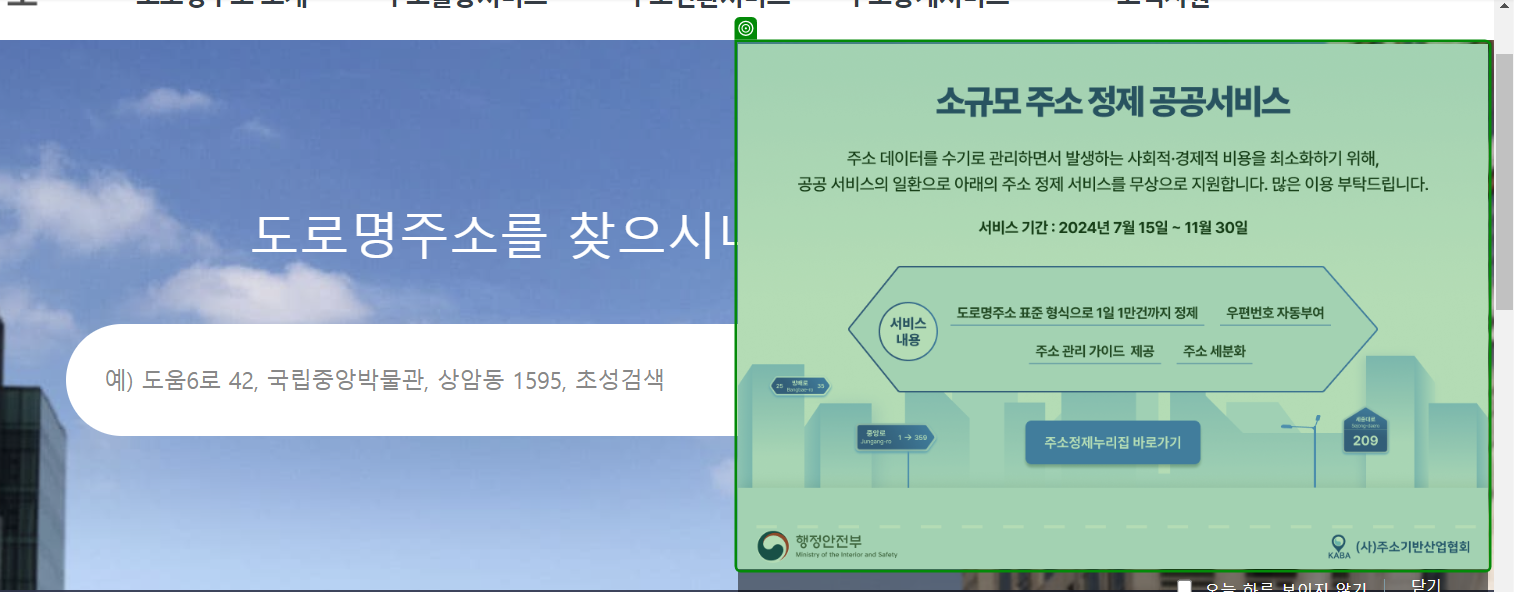 도로명주소를 찾으시
예) 도움6로 42, 국립중앙박물관, 상암동 1595, 초성검색
소규모 주소 정제 공공서비스
주소 데이터를 수기로 관리하면서 발생하는 사회적·경제적 비용을 최소화하기 위해,
공공 서비스의 일환으로 아래의 주소 정제 서비스를 무상으로 지원합니다. 많은 이용 부탁드립니다.
서비스 기간 : 2024년 7월 15일 ~ 11월 30일
서비스
내용
도로명주소 표준 형식으로 1일 1만건까지 정제 우편번호 자동부여
주소 관리 가이드 제공 주소 세분화
중앙로
Jungang-ro 1 → 359
세종대로
Sejong-daero
209
주소정제누리집 바로가기
행정안전부
Ministry of the Interior and Safety
KABA (사)주소기반산업협회
오늘 하루 보이지 않기 닫기